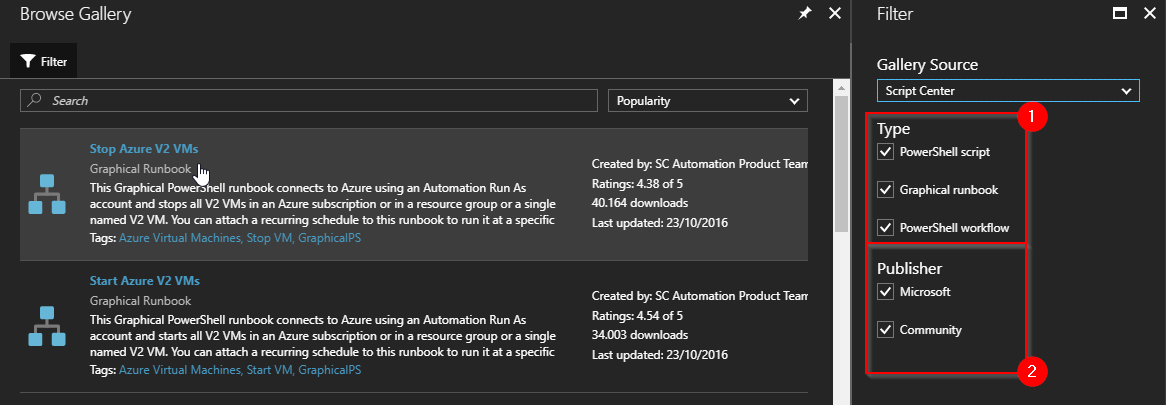 Browse Gallery
Filter
Search
Popularity
Stop Azure V2 VMs
Graphical Runbook
This Graphical PowerShell runbook connects to Azure using an Automation Run As
account and stops all V2 VMs in an Azure subscription or in a resource group or a single
named V2 VM. You can attach a recurring schedule to this runbook to run it at a specific
Tags: Azure Virtual Machines, Stop VM, GraphicalPS
Created by: SC Automation Product Team
Ratings: 4.38 of 5
40.164 downloads
Last updated: 23/10/2016
Start Azure V2 VMs
Graphical Runbook
This Graphical PowerShell runbook connects to Azure using an Automation Run As
account and starts all V2 VMs in an Azure subscription or in a resource group or a single
named V2 VM. You can attach a recurring schedule to this runbook to run it at a specific
Tags: Azure Virtual Machines, Start VM, GraphicalPS
Created by: SC Automation Product Team
Ratings: 4.54 of 5
34.003 downloads
Last updated: 23/10/2016
Filter
Gallery Source
Script Center
1
Type
PowerShell script
Graphical runbook
PowerShell workflow
Publisher
Microsoft
Community
2